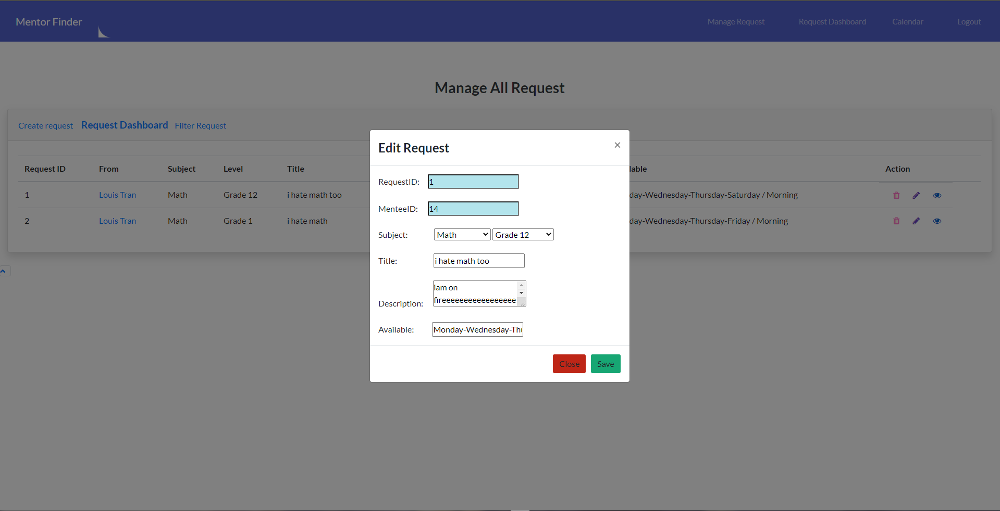 Mentor Finder
Manage Request Request Dashboard Calendar Logout
Manage All Request
Create request Request Dashboard Filter Request
Edit Request ×
Request ID From Subject Level Title lable Action
RequestID: 1
1 Louis Tran Math Grade 12 i hate math too day-Wednesday-Thursday-Saturday / Morning
MenteeID: 14
2 Louis Tran Math Grade 1 i hate math day-Wednesday-Thursday-Friday / Morning
Subject: Math Grade 12
Title: i hate math too
iam on
fireeeeeeeeeeeeeeeee
Description:
Available: Monday-Wednesday-Thu
Close Save